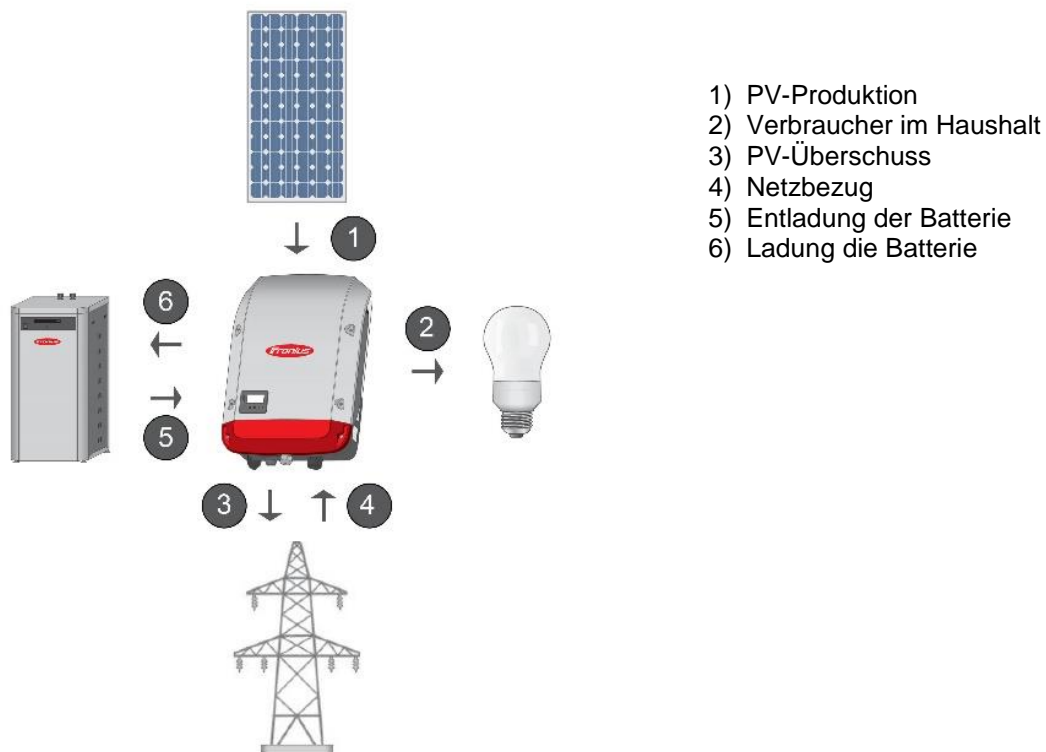 1) PV-Produktion
2) Verbraucher im Haushalt
3) PV-Überschuss
4) Netzbezug
5) Entladung der Batterie
6) Ladung die Batterie
1
6
2
Fronius
Fronius
5
3
4